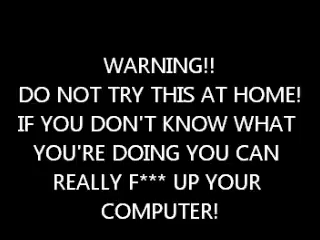 WARNING!!
DO NOT TRY THIS AT HOME!
IF YOU DON'T KNOW WHAT
YOU'RE DOING YOU CAN
REALLY F*** UP YOUR
COMPUTER!